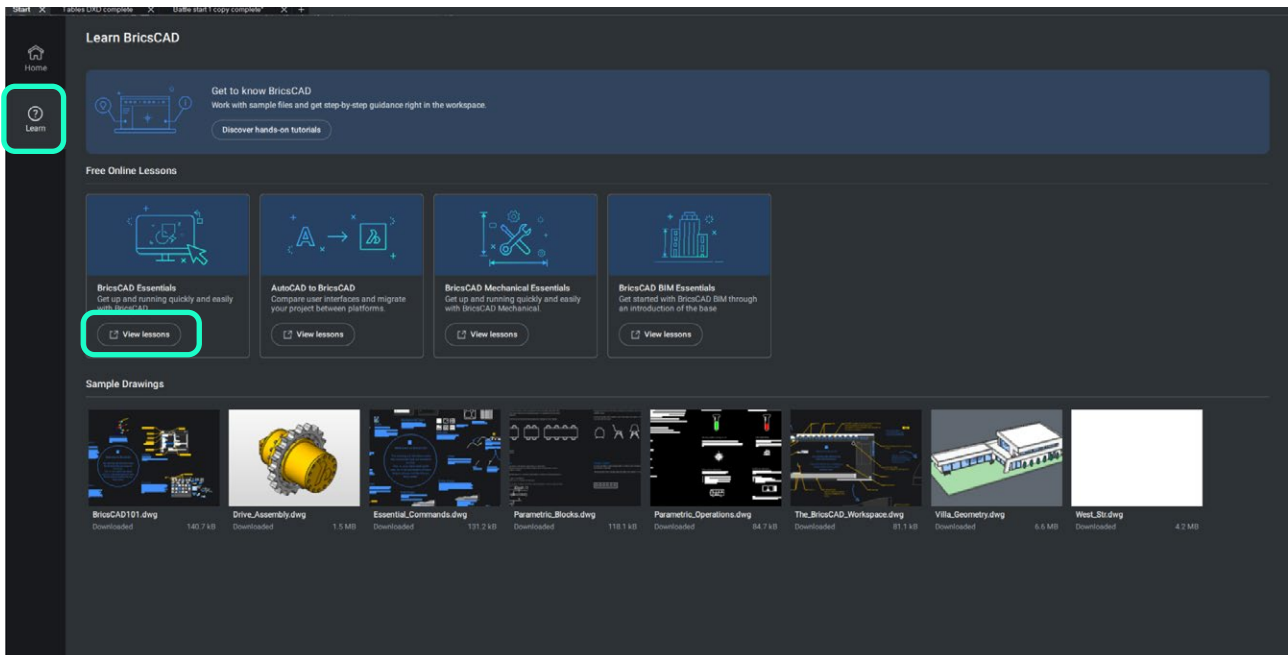 Start
Tables DXD complete
Battle start 1 copy complete*
Learn BricsCAD
Home
Learn
Get to know BricsCAD
Work with sample files and get step-by-step guidance right in the workspace.
Discover hands-on tutorials
Free Online Lessons
BricsCAD Essentials
Get up and running quickly and easily
with BricsCAD
View lessons
AutoCAD to BricsCAD
Compare user interfaces and migrate
your project between platforms.
View lessons
BricsCAD Mechanical Essentials
Get up and running quickly and easily
with BricsCAD Mechanical.
View lessons
BricsCAD BIM Essentials
Get started with BricsCAD BIM through
an introduction of the base
View lessons
Sample Drawings
BricsCAD101.dwg
Downloaded 140.7 kB
Drive_Assembly.dwg
Downloaded 1.5 MB
Essential_Commands.dwg
Downloaded 131.2 kB
Parametric_Blocks.dwg
Downloaded 118.1 kB
Parametric_Operations.dwg
Downloaded 84.7 kB
The_BricsCAD_Workspace.dwg
Downloaded 81.1 kB
Villa_Geometry.dwg
Downloaded 6.6 MB
West_Str.dwg
Downloaded 4.2 MB